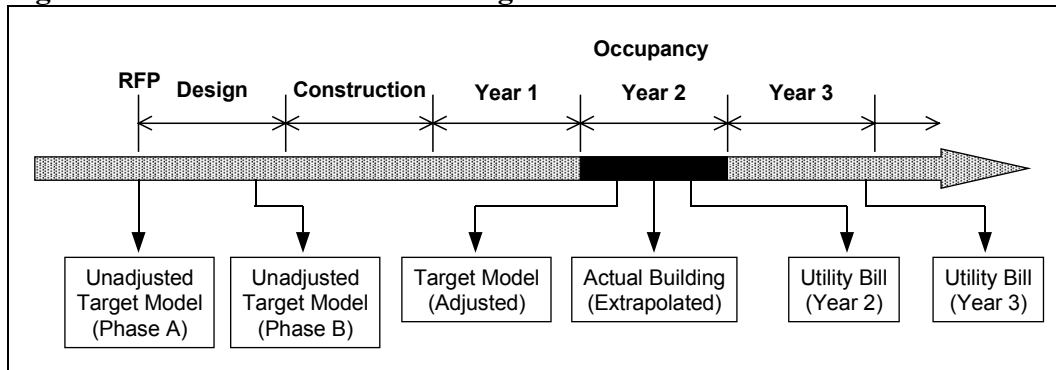 Occupancy
RFP
Design
Construction
Year 1
Year 2
Year 3
Unadjusted
Target Model
(Phase A)
Unadjusted
Target Model
(Phase B)
Target Model
(Adjusted)
Actual Building
(Extrapolated)
Utility Bill
(Year 2)
Utility Bill
(Year 3)